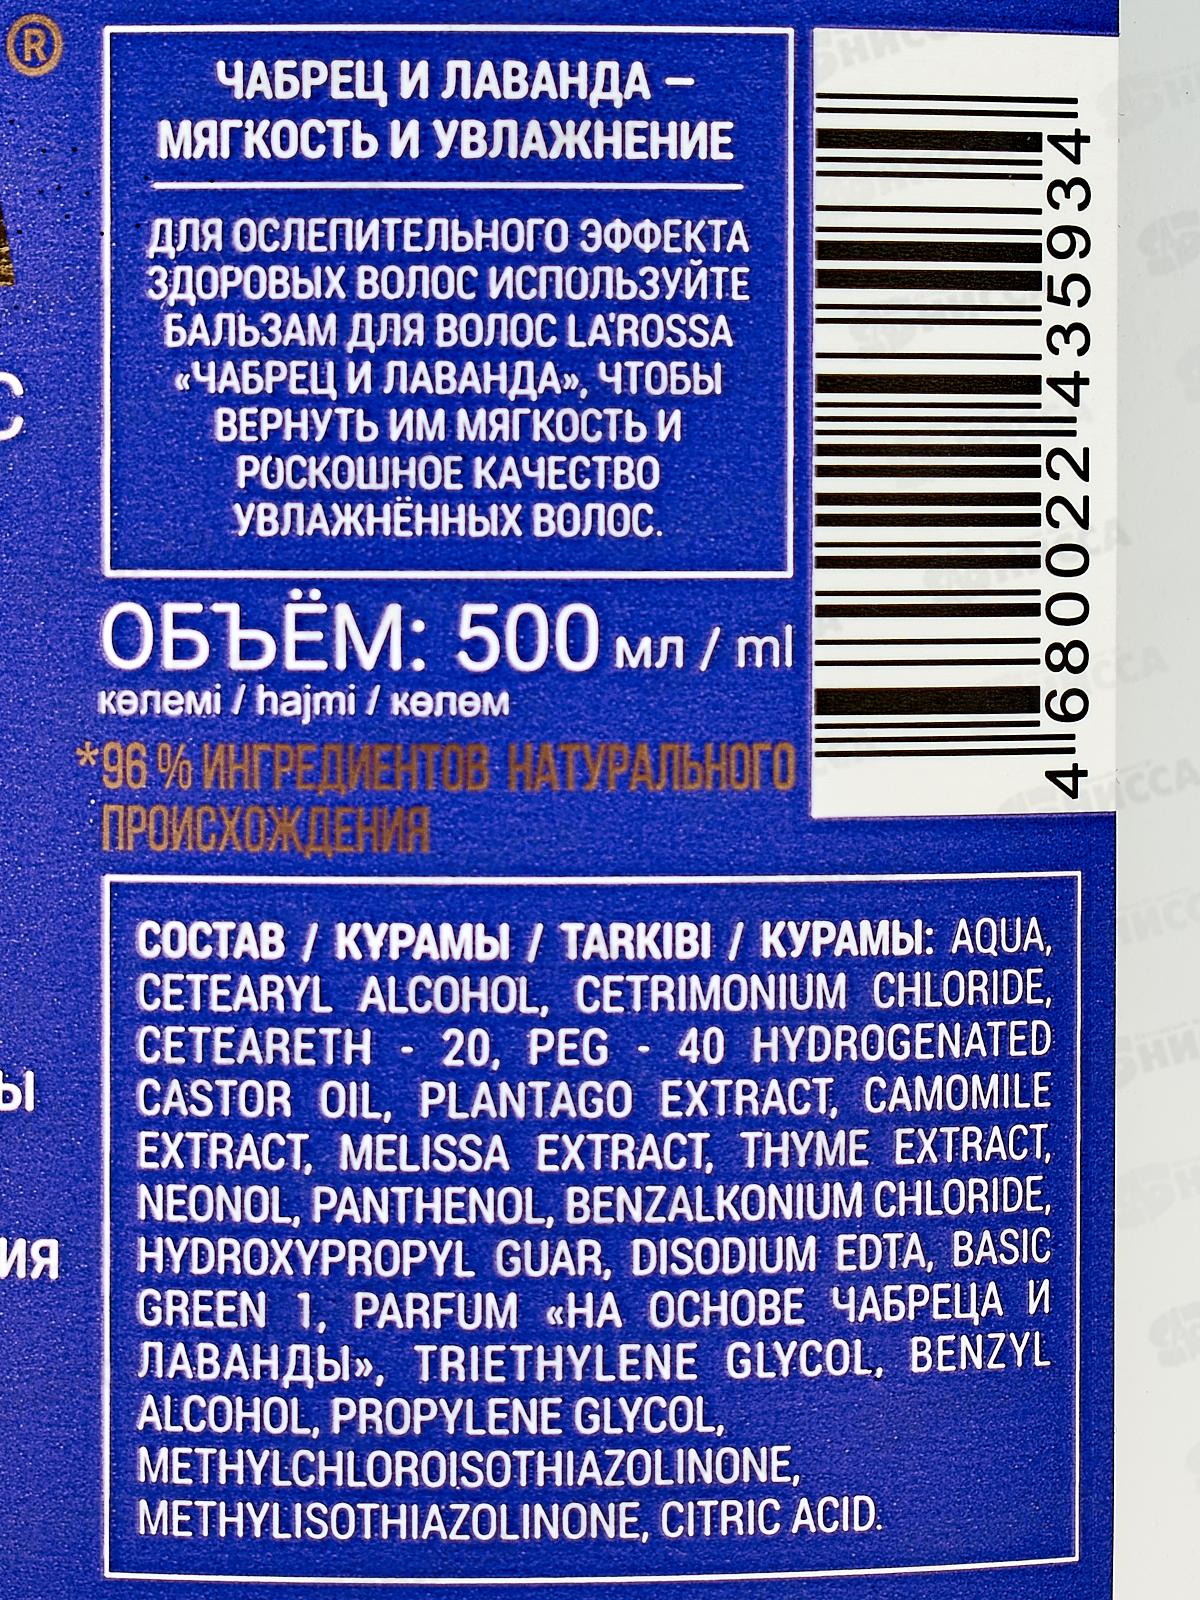 ®
ЧАБРЕЦ И ЛАВАНДА –
МЯГКОСТЬ И УВЛАЖНЕНИЕ
ДЛЯ ОСЛЕПИТЕЛЬНОГО ЭФФЕКТА
ЗДОРОВЫХ ВОЛОС ИСПОЛЬЗУЙТЕ
БАЛЬЗАМ ДЛЯ ВОЛОС LA'ROSSA
«ЧАБРЕЦ И ЛАВАНДА», ЧТОБЫ
ВЕРНУТЬ ИМ МЯГКОСТЬ И
РОСКОШНОЕ КАЧЕСТВО
УВЛАЖНЁННЫХ ВОЛОС.
4 680022 435934
ОБЪЁМ: 500 мл / ml
көлемі / hajmi / көлөм
*96 % ИНГРЕДИЕНТОВ НАТУРАЛЬНОГО
ПРОИСХОЖДЕНИЯ
СОСТАВ / ҚҰРАМЫ / TARKIBI / КУРАМЫ: AQUA,
CETEARYL ALCOHOL, CETRIMONIUM CHLORIDE,
CETEARETH - 20, PEG - 40 HYDROGENATED
CASTOR OIL, PLANTAGO EXTRACT, CAMOMILE
EXTRACT, MELISSA EXTRACT, THYME EXTRACT,
NEONOL, PANTHENOL, BENZALKONIUM CHLORIDE,
HYDROXYPROPYL GUAR, DISODIUM EDTA, BASIC
GREEN 1, PARFUM «НА ОСНОВЕ ЧАБРЕЦА И
ЛАВАНДЫ», TRIETHYLENE GLYCOL, BENZYL
ALCOHOL, PROPYLENE GLYCOL,
METHYLCHLOROISOTHIAZOLINONE,
METHYLISOTHIAZOLINONE, CITRIC ACID.